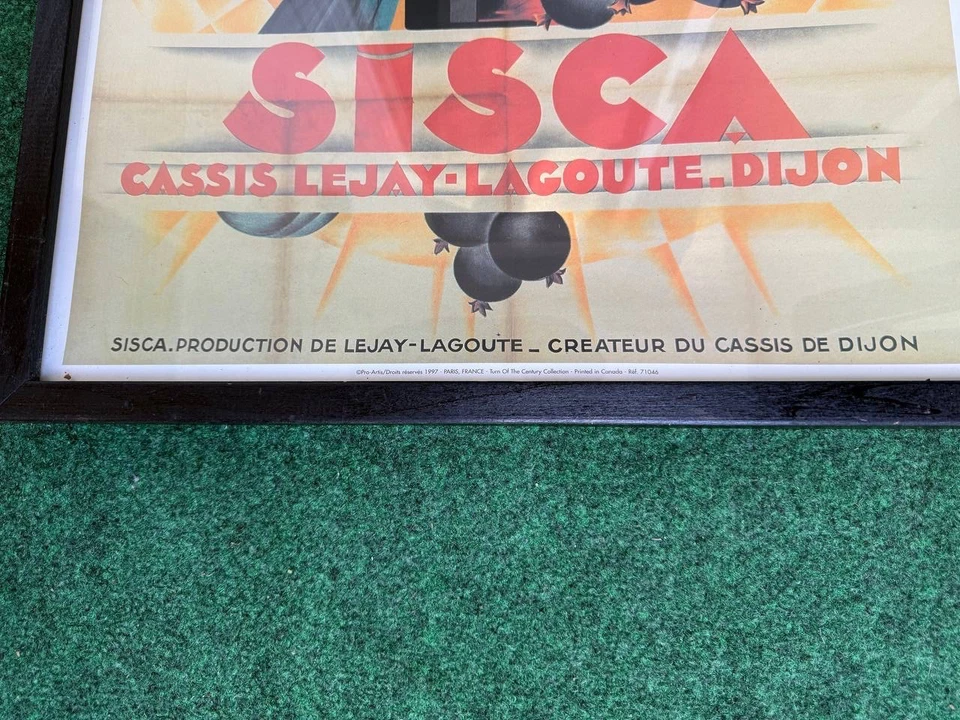 SISCA
CASSIS LEJAY-LAGOUTE.DIJON
SISCA.PRODUCTION DE LEJAY-LAGOUTE _ CREATEUR DU CASSIS DE DIJON
©Pro-Artis/Droits réservés 1997 - PARIS, FRANCE - Turn Of The Century Collection - Printed in Canada - Réf. 71046